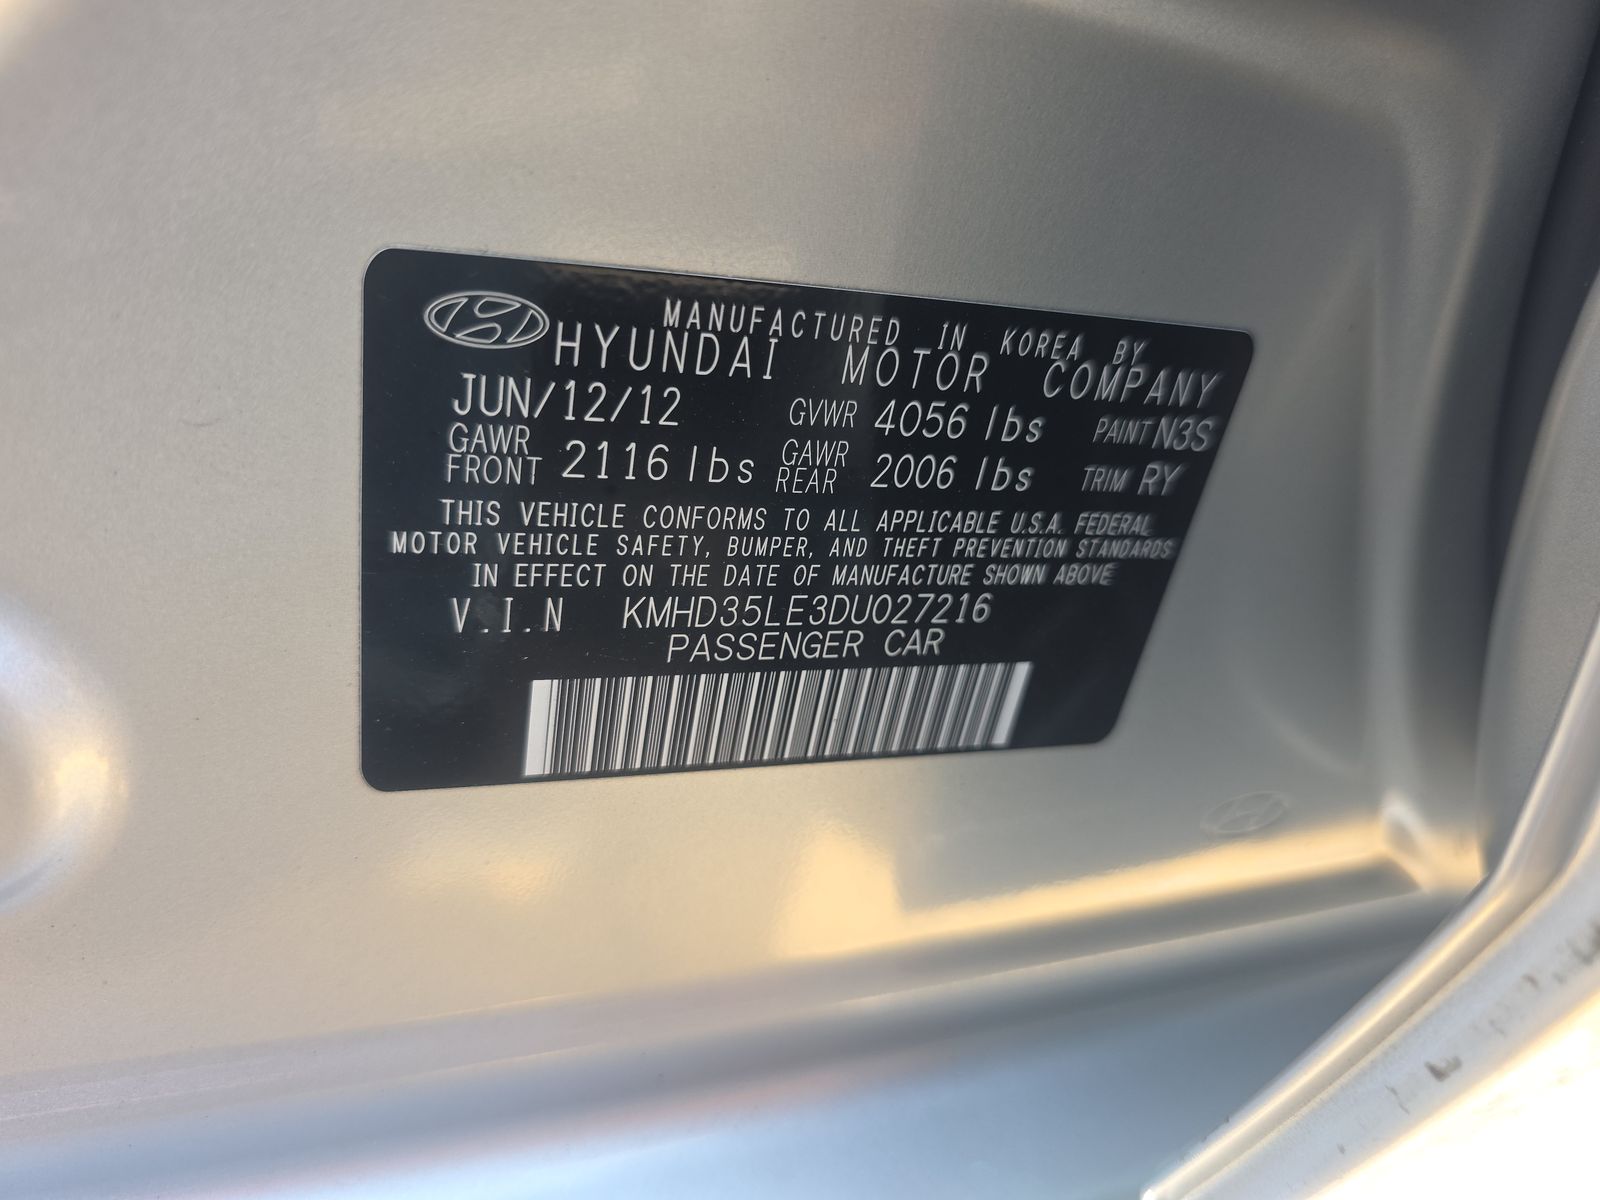 MANUFACTURED IN KOREA BY
HYUNDAI MOTOR COMPANY
JUN/12/12 GVWR 4056 lbs PAINT N3S
GAWR FRONT 2116 lbs GAWR REAR 2006 lbs TRIM RY
THIS VEHICLE CONFORMS TO ALL APPLICABLE U.S.A. FEDERAL
MOTOR VEHICLE SAFETY, BUMPER, AND THEFT PREVENTION STANDARDS
IN EFFECT ON THE DATE OF MANUFACTURE SHOWN ABOVE
V.I.N KMHD35LE3DU027216
PASSENGER CAR